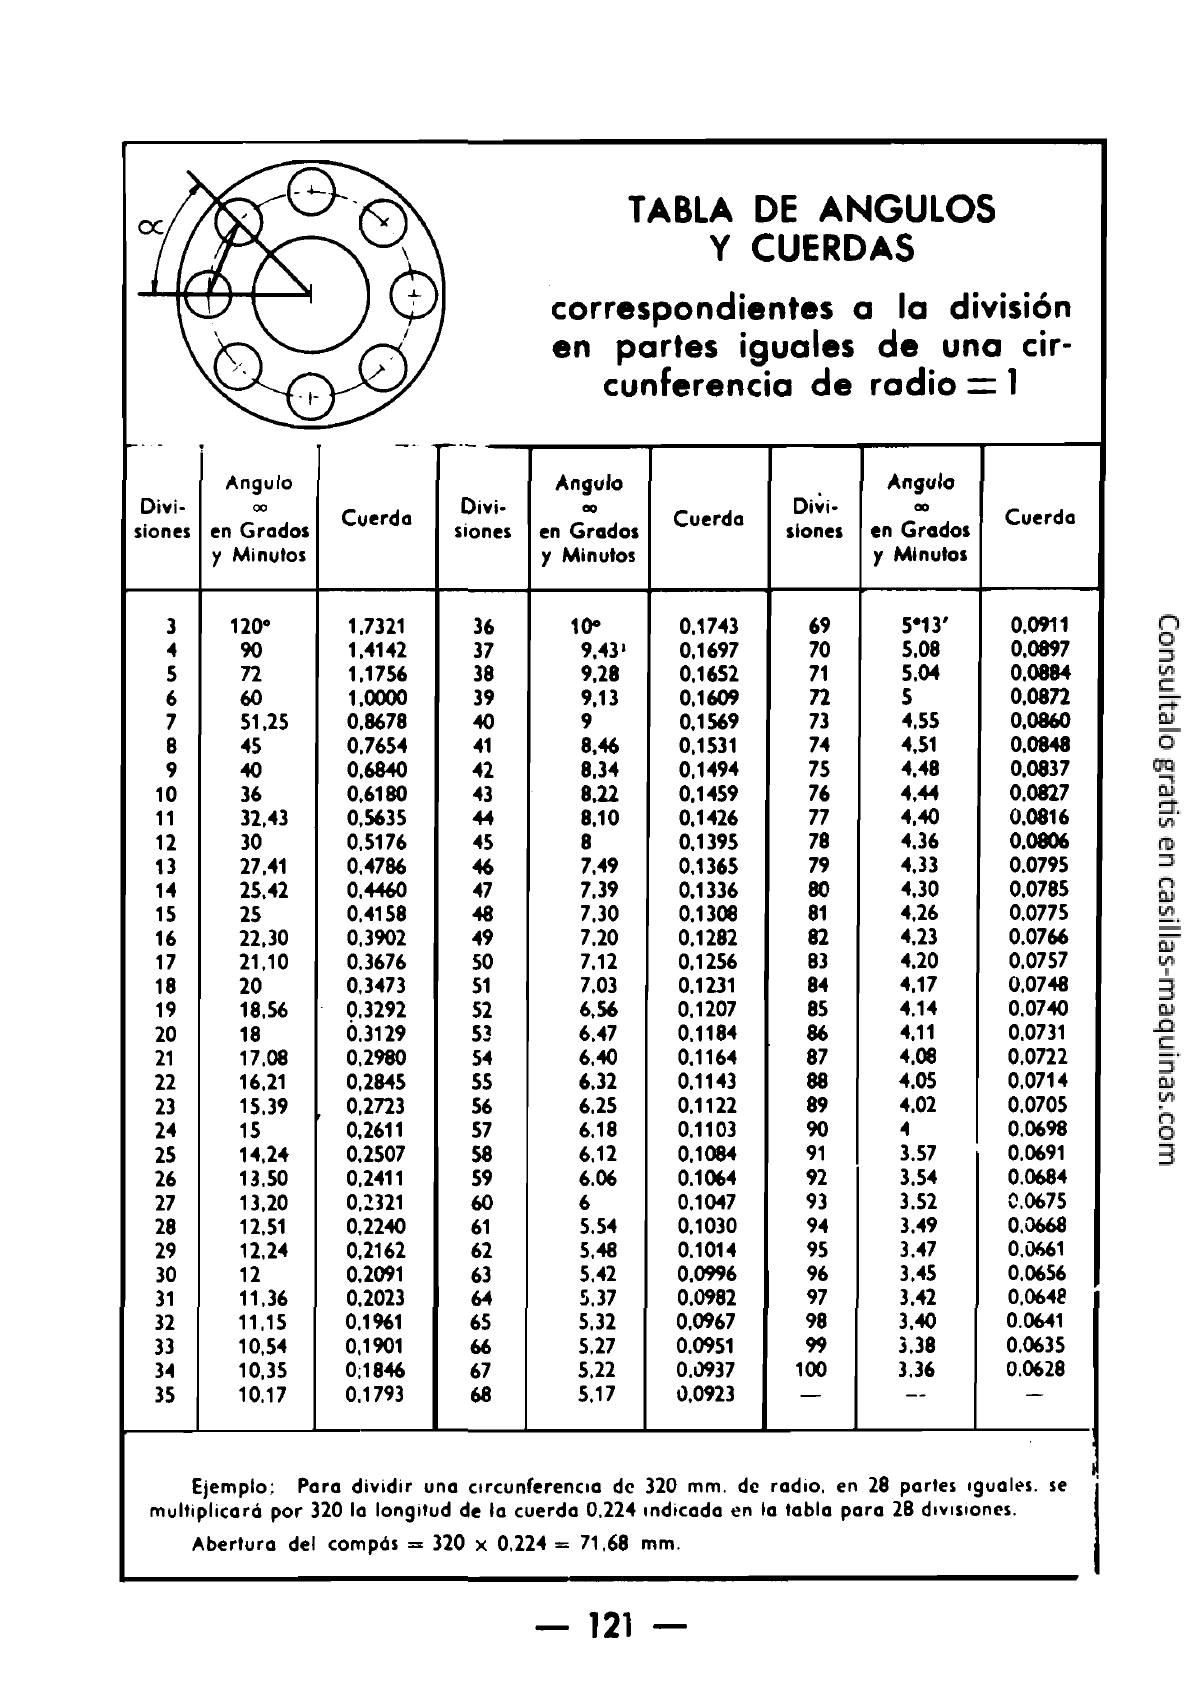 ∝
TABLA DE ANGULOS
Y CUERDAS
correspondientes a la división
en partes iguales de una cir-
cunferencia de radio = 1
Divi-
siones
Angulo
∞
en Grados
y Minutos
Cuerda
Divi-
siones
Angulo
∞
en Grados
y Minutos
Cuerda
Divi-
siones
Angulo
∞
en Grados
y Minutos
Cuerda
3 120° 1,7321 36 10° 0,1743 69 5°13' 0,0911
4 90 1,4142 37 9,43' 0,1697 70 5,08 0,0897
5 72 1,1756 38 9,28 0,1652 71 5,04 0,0884
6 60 1,0000 39 9,13 0,1609 72 5 0,0872
7 51,25 0,8678 40 9 0,1569 73 4,55 0,0860
8 45 0,7654 41 8,46 0,1531 74 4,51 0,0848
9 40 0,6840 42 8,34 0,1494 75 4,48 0,0837
10 36 0,6180 43 8,22 0,1459 76 4,44 0,0827
11 32,43 0,5635 44 8,10 0,1426 77 4,40 0,0816
12 30 0,5176 45 8 0,1395 78 4,36 0,0806
13 27,41 0,4786 46 7,49 0,1365 79 4,33 0,0795
14 25,42 0,4460 47 7,39 0,1336 80 4,30 0,0785
15 25 0,4158 48 7,30 0,1308 81 4,26 0,0775
16 22,30 0,3902 49 7,20 0,1282 82 4,23 0,0766
17 21,10 0,3676 50 7,12 0,1256 83 4,20 0,0757
18 20 0,3473 51 7,03 0,1231 84 4,17 0,0748
19 18,56 0,3292 52 6,56 0,1207 85 4,14 0,0740
20 18 0,3129 53 6,47 0,1184 86 4,11 0,0731
21 17,08 0,2980 54 6,40 0,1164 87 4,08 0,0722
22 16,21 0,2845 55 6,32 0,1143 88 4,05 0,0714
23 15,39 0,2723 56 6,25 0,1122 89 4,02 0,0705
24 15 0,2611 57 6,18 0,1103 90 4 0,0698
25 14,24 0,2507 58 6,12 0,1084 91 3,57 0,0691
26 13,50 0,2411 59 6,06 0,1064 92 3,54 0,0684
27 13,20 0,2321 60 6 0,1047 93 3,52 0,0675
28 12,51 0,2240 61 5,54 0,1030 94 3,49 0,0668
29 12,24 0,2162 62 5,48 0,1014 95 3,47 0,0661
30 12 0,2091 63 5,42 0,0996 96 3,45 0,0656
31 11,36 0,2023 64 5,37 0,0982 97 3,42 0,0648
32 11,15 0,1961 65 5,32 0,0967 98 3,40 0,0641
33 10,54 0,1901 66 5,27 0,0951 99 3,38 0,0635
34 10,35 0,1846 67 5,22 0,0937 100 3,36 0,0628
35 10,17 0,1793 68 5,17 0,0923 — — —
Ejemplo: Para dividir una circunferencia de 320 mm. de radio, en 28 partes iguales, se
multiplicará por 320 la longitud de la cuerda 0,224 indicada en la tabla para 28 divisiones.
Abertura del compás = 320 x 0,224 = 71,68 mm.
— 121 —
Consultalo gratis en casillas-maquinas.com